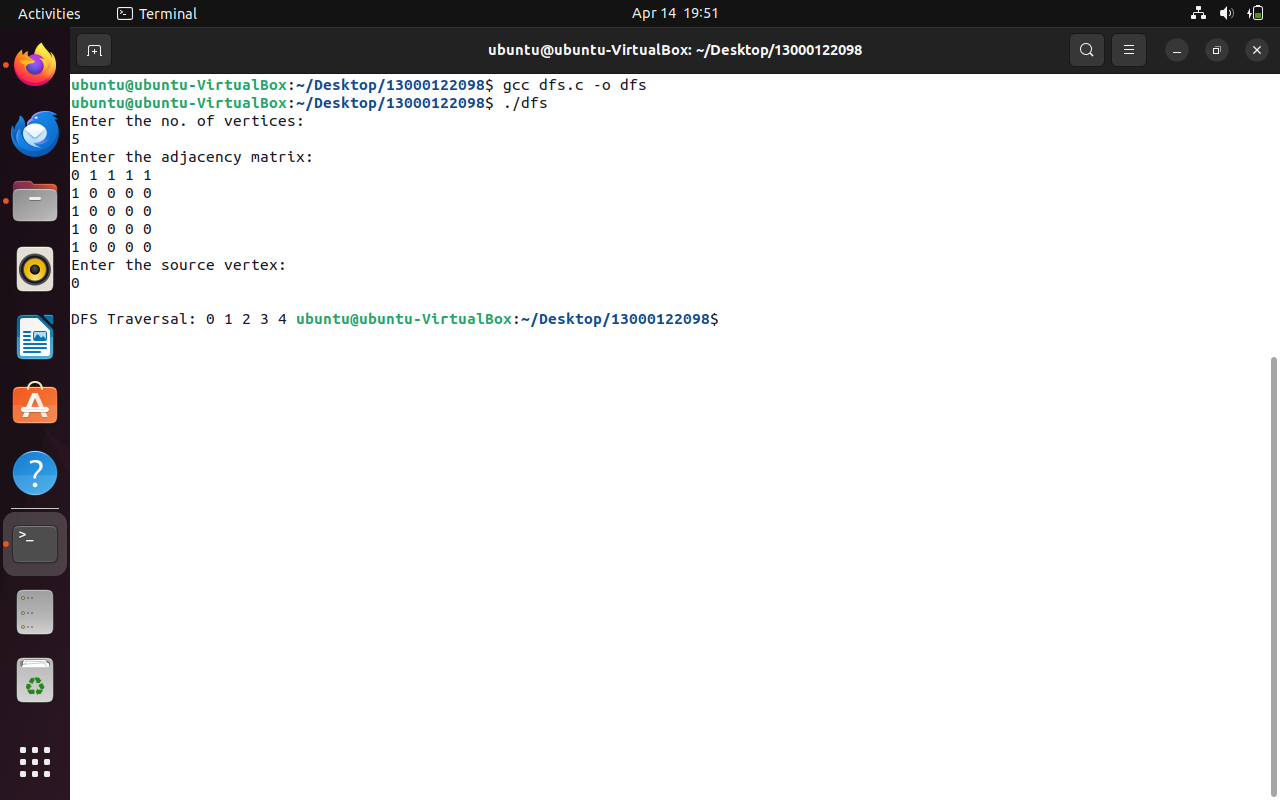 Activities Terminal Apr 14 19:51
ubuntu@ubuntu-VirtualBox: ~/Desktop/13000122098
ubuntu@ubuntu-VirtualBox:~/Desktop/13000122098$ gcc dfs.c -o dfs
ubuntu@ubuntu-VirtualBox:~/Desktop/13000122098$ ./dfs
Enter the no. of vertices:
5
Enter the adjacency matrix:
0 1 1 1 1
1 0 0 0 0
1 0 0 0 0
1 0 0 0 0
1 0 0 0 0
Enter the source vertex:
0
DFS Traversal: 0 1 2 3 4 ubuntu@ubuntu-VirtualBox:~/Desktop/13000122098$